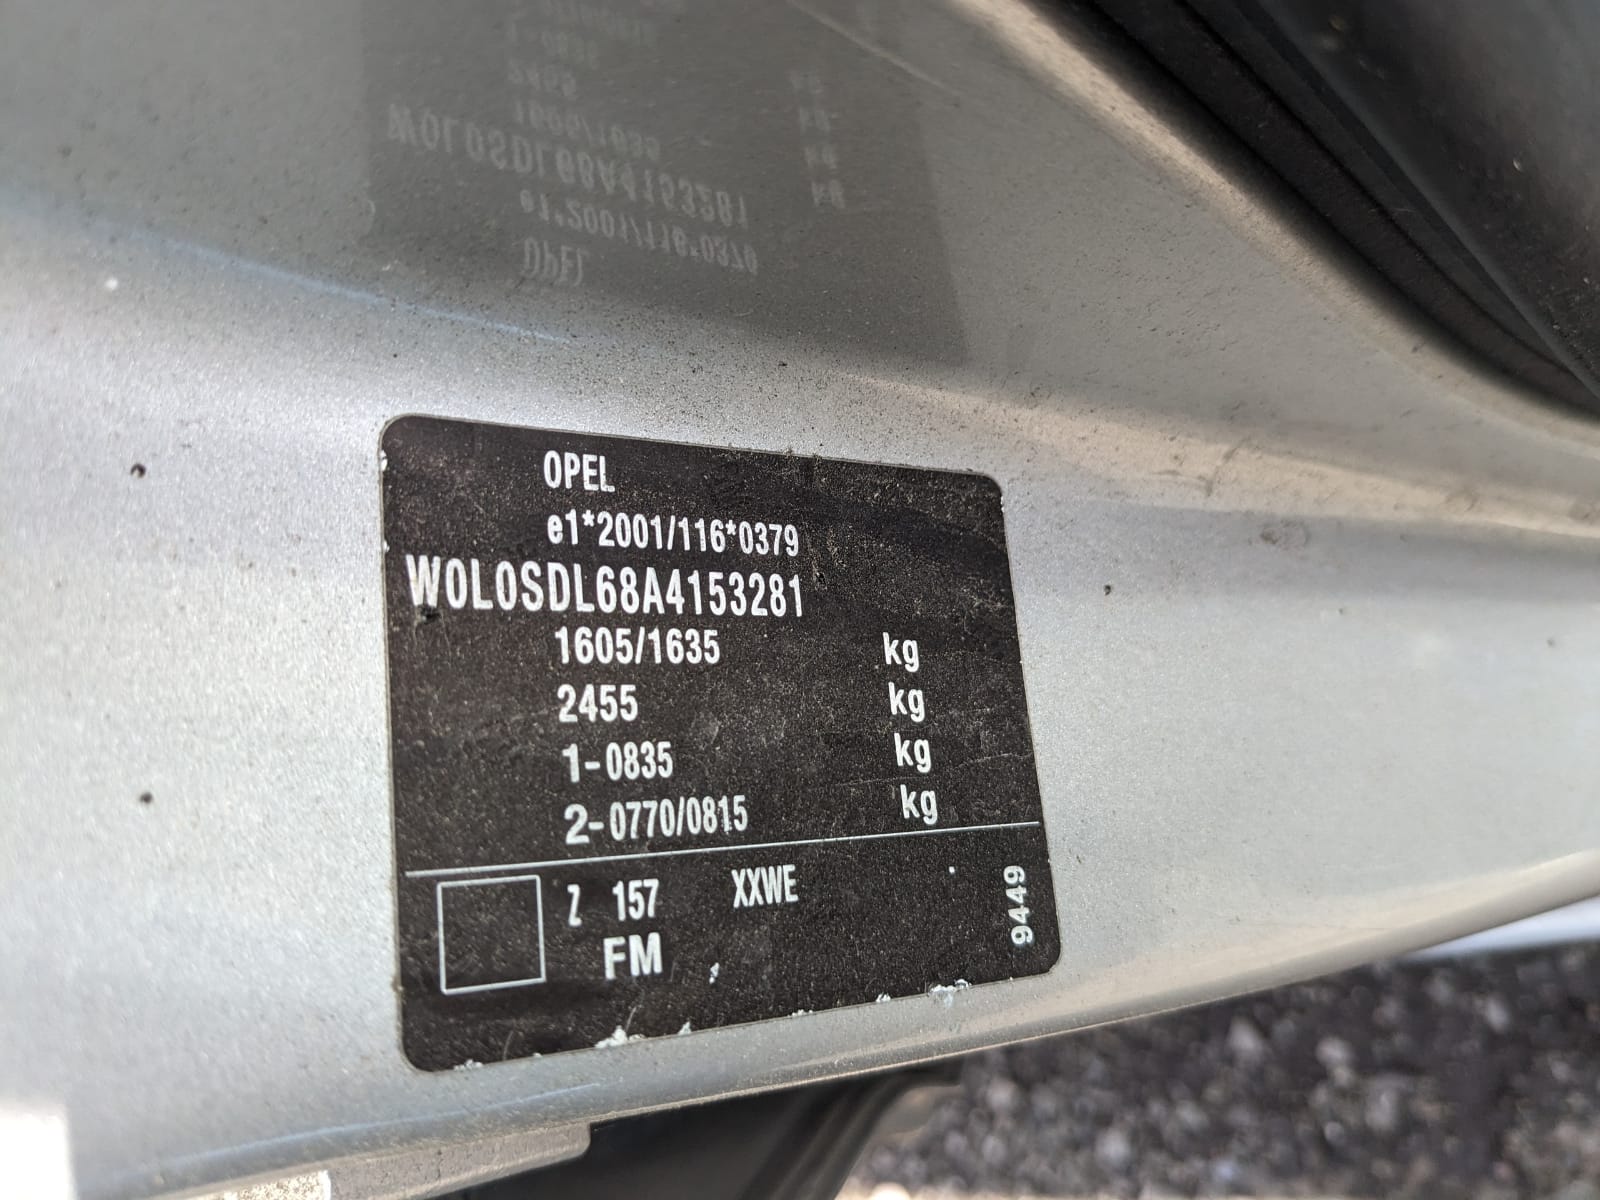 OPEL
e1*2001/116*0379
W0L0SDL68A4153281
1605/1635 kg
2455 kg
1-0835 kg
2-0770/0815 kg
Z 157 XXWE
FM
9449